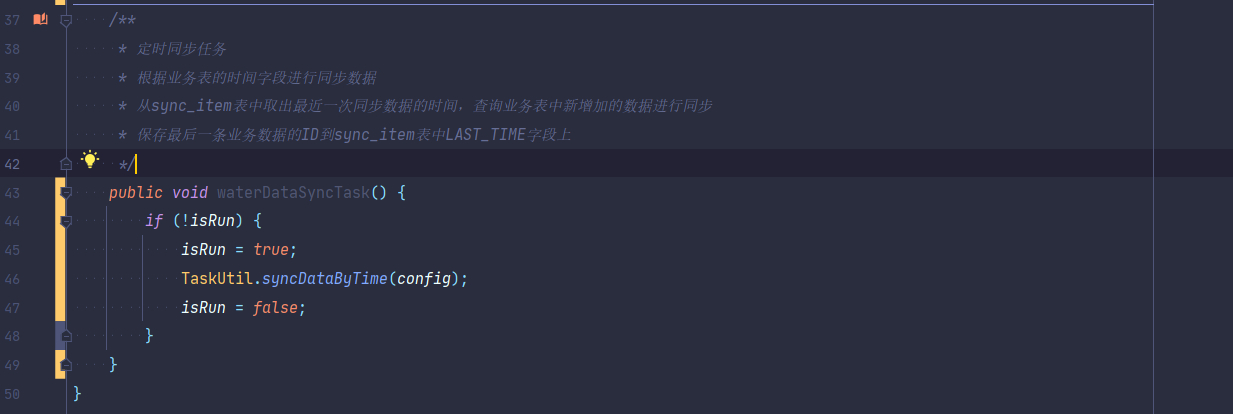 37 /**
38 * 定时同步任务
39 * 根据业务表的时间字段进行同步数据
40 * 从sync_item表中取出最近一次同步数据的时间，查询业务表中新增加的数据进行同步
41 * 保存最后一条业务数据的ID到sync_item表中LAST_TIME字段上
42 */
43 public void waterDataSyncTask() {
44 if (!isRun) {
45 isRun = true;
46 TaskUtil.syncDataByTime(config);
47 isRun = false;
48 }
49 }
50 }